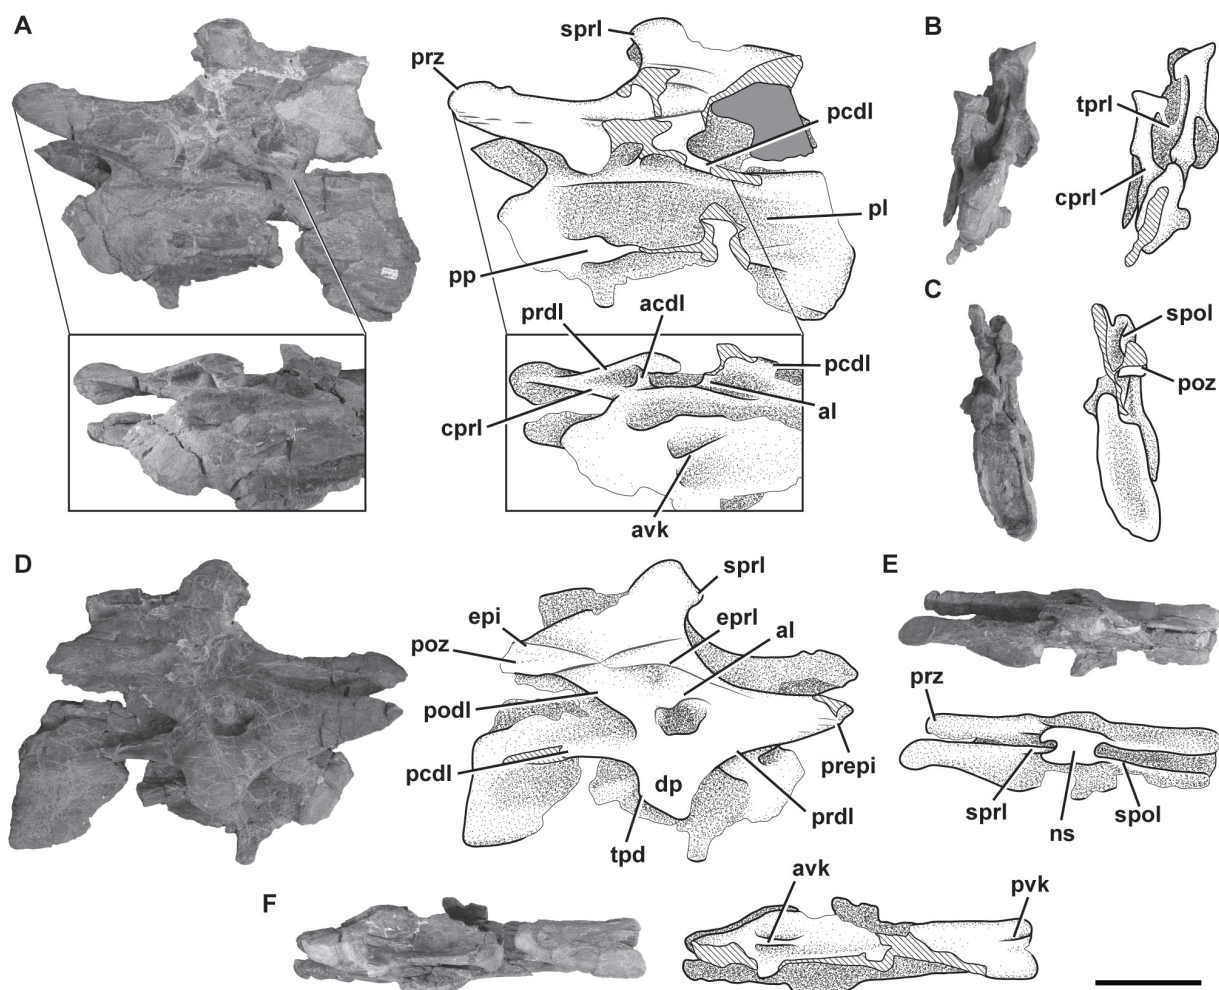 A
sprl
prz
pcdl
pl
pp
prdl
acdl
pcdl
cprl
al
avk
B
tprl
cprl
C
spol
poz
D
sprl
epi
eprl
al
poz
podl
pcdl
dp
prepi
prdl
tpd
E
prz
sprl
ns
spol
F
avk
pvk